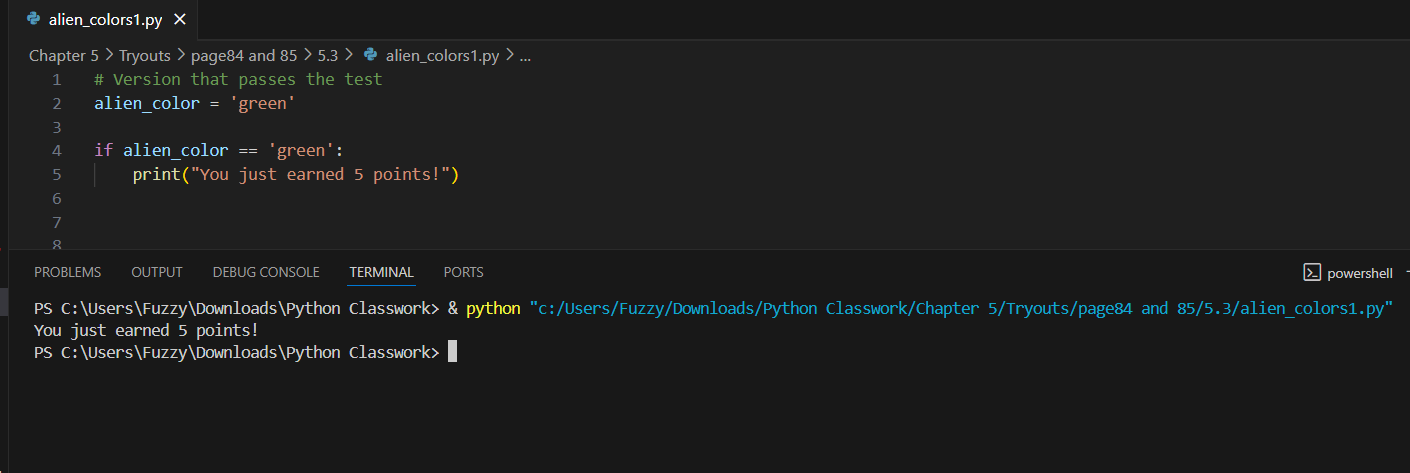 alien_colors1.py
Chapter 5 > Tryouts > page84 and 85 > 5.3 > alien_colors1.py > ...
1 # Version that passes the test
2 alien_color = 'green'
3
4 if alien_color == 'green':
5     print("You just earned 5 points!")
6
7
8
PROBLEMS OUTPUT DEBUG CONSOLE TERMINAL PORTS powershell
PS C:\Users\Fuzzy\Downloads\Python Classwork> & python "c:/Users/Fuzzy/Downloads/Python Classwork/Chapter 5/Tryouts/page84 and 85/5.3/alien_colors1.py"
You just earned 5 points!
PS C:\Users\Fuzzy\Downloads\Python Classwork>